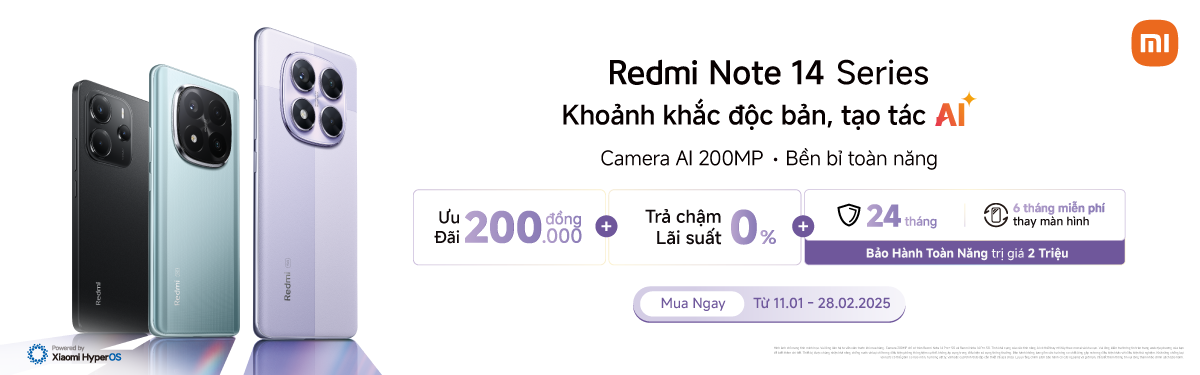 mi
Redmi Note 14 Series
Khoảnh khắc độc bản, tạo tác AI
Camera AI 200MP • Bền bỉ toàn năng
Ưu Đãi 200.000 đồng
+
Trả chậm Lãi suất 0%
+
24 tháng
6 tháng miễn phí
thay màn hình
Bảo Hành Toàn Năng trị giá 2 Triệu
Mua Ngay Từ 11.01 - 28.02.2025
Redmi
Redmi
Redmi
Powered by
Xiaomi HyperOS